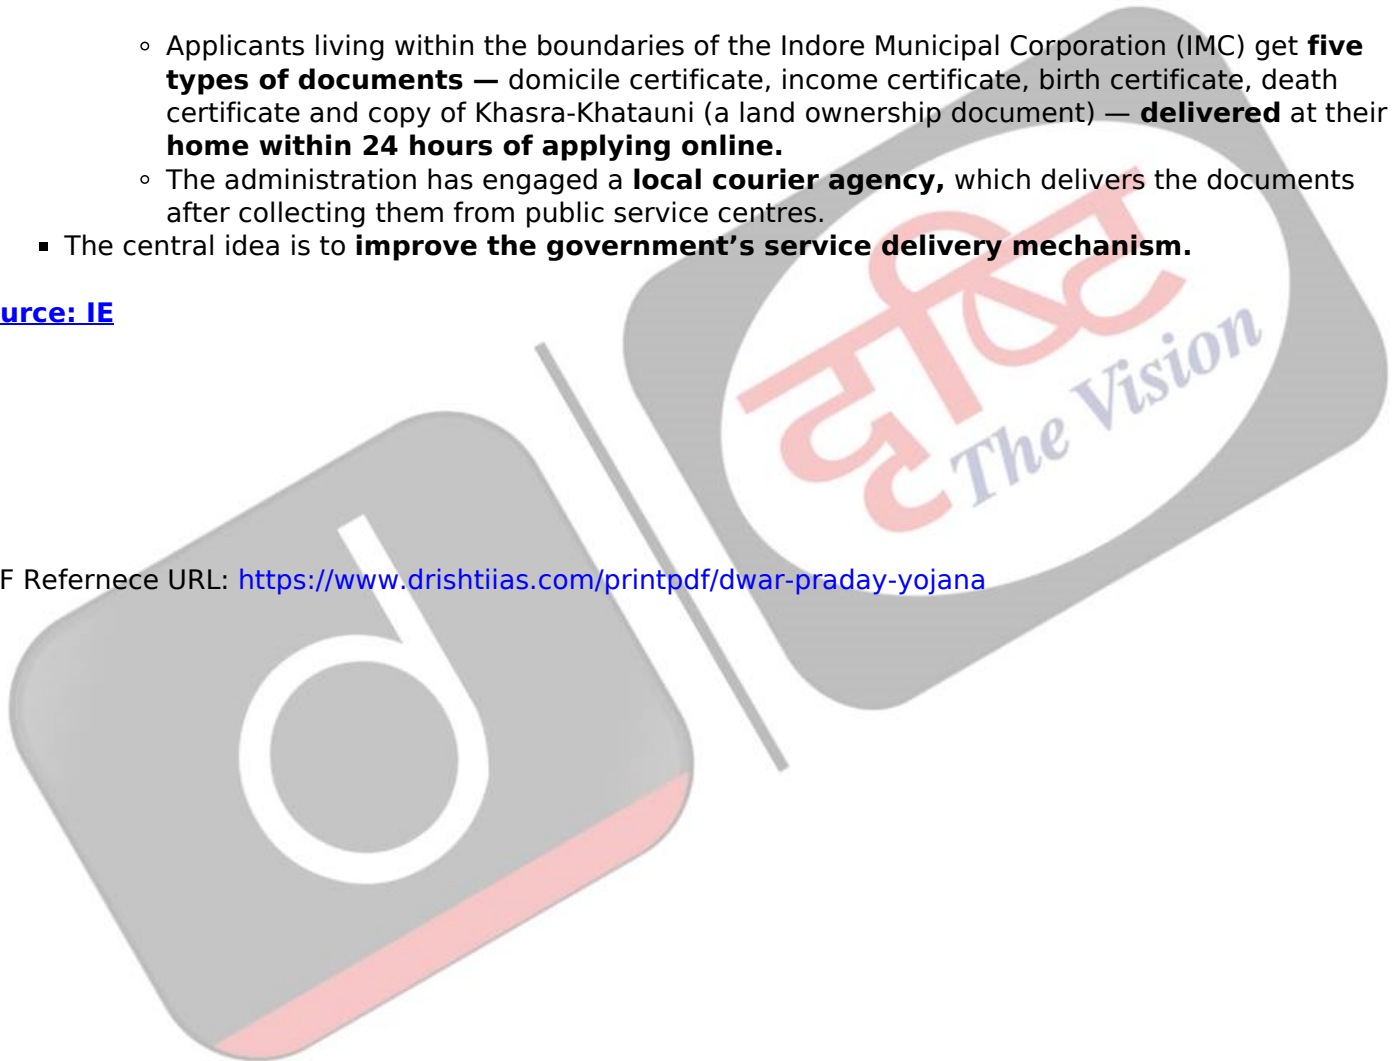 Applicants living within the boundaries of the Indore Municipal Corporation (IMC) get five
types of documents — domicile certificate, income certificate, birth certificate, death
certificate and copy of Khasra-Khatauni (a land ownership document) — delivered at their
home within 24 hours of applying online.
The administration has engaged a local courier agency, which delivers the documents
after collecting them from public service centres.
The central idea is to improve the government’s service delivery mechanism.
urce: IE
दृष्टि
The Vision
d
F Refernece URL: https://www.drishtiias.com/printpdf/dwar-praday-yojana